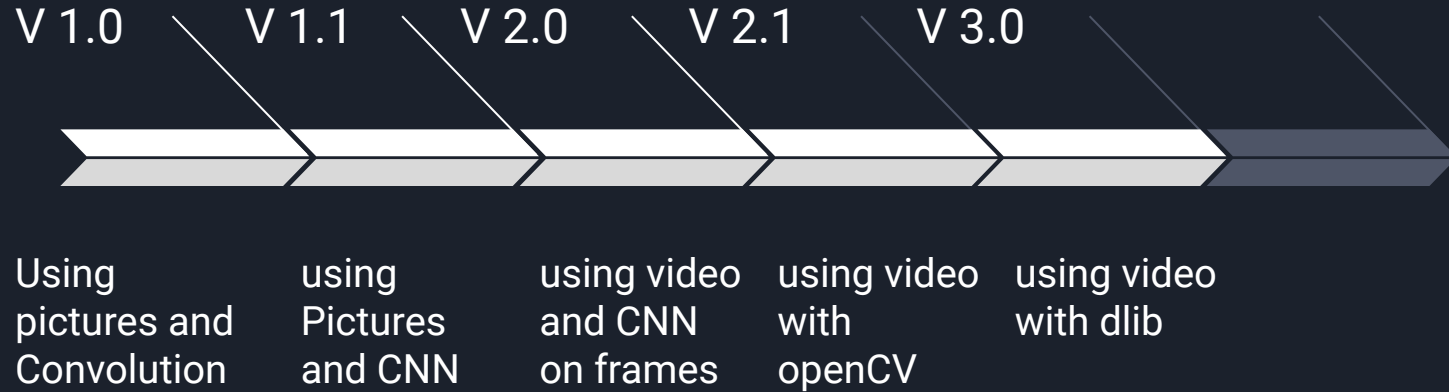 V 1.0
V 1.1
V 2.0
V 2.1
V 3.0
Using
pictures and
Convolution
using
Pictures
and CNN
using video
and CNN
on frames
using video
with
openCV
using video
with dlib